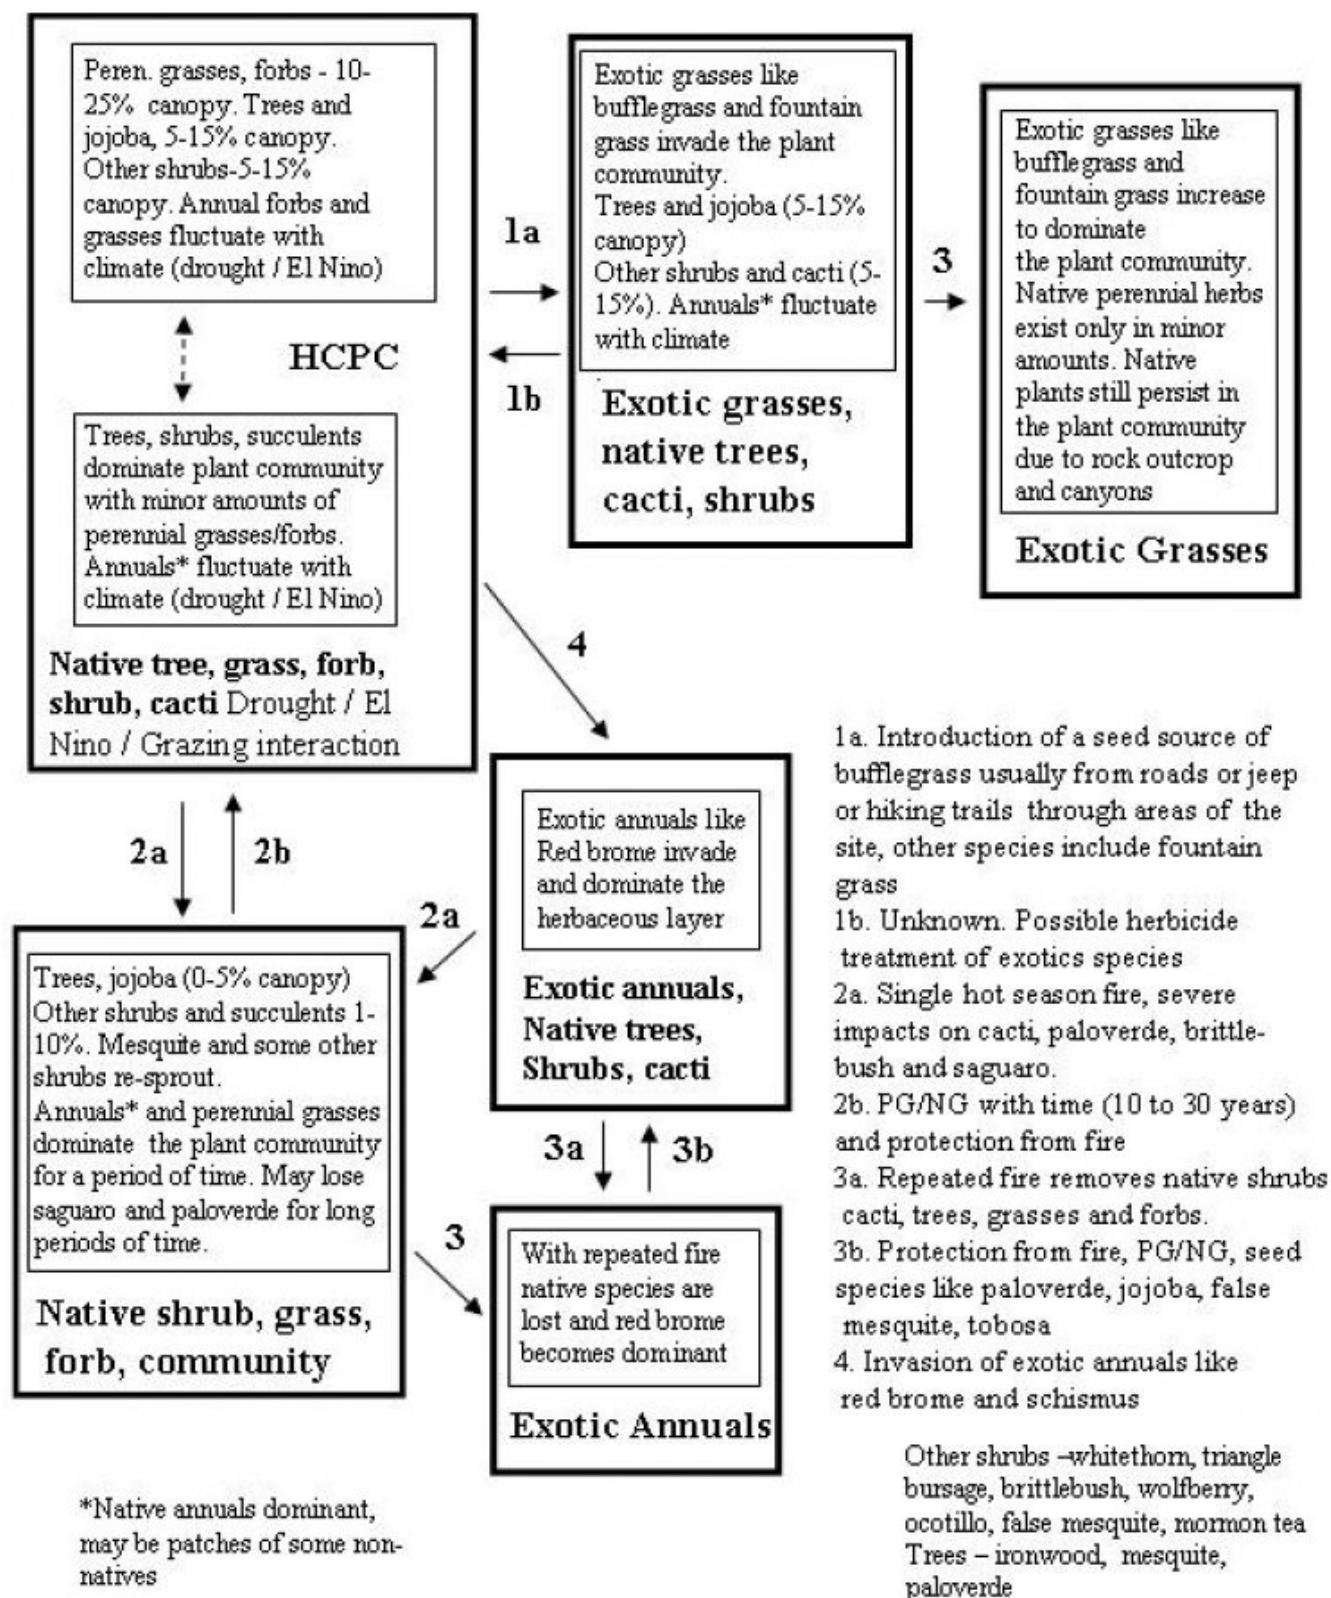 Peren. grasses, forbs - 10-
25% canopy. Trees and
jojoba, 5-15% canopy.
Other shrubs-5-15%
canopy. Annual forbs and
grasses fluctuate with
climate (drought / El Nino)
HCPC
Trees, shrubs, succulents
dominate plant community
with minor amounts of
perennial grasses/forbs.
Annuals* fluctuate with
climate (drought / El Nino)
Native tree, grass, forb,
shrub, cacti Drought / El
Nino / Grazing interaction
1a
1b
Exotic grasses like
bufflegrass and fountain
grass invade the plant
community.
Trees and jojoba (5-15%
canopy)
Other shrubs and cacti (5-
15%). Annuals* fluctuate
with climate
Exotic grasses,
native trees,
cacti, shrubs
3
Exotic grasses like
bufflegrass and
fountain grass increase
to dominate
the plant community.
Native perennial herbs
exist only in minor
amounts. Native
plants still persist in
the plant community
due to rock outcrop
and canyons
Exotic Grasses
4
2a
2b
Exotic annuals like
Red brome invade
and dominate the
herbaceous layer
Exotic annuals,
Native trees,
Shrubs, cacti
2a
Trees, jojoba (0-5% canopy)
Other shrubs and succulents 1-
10%. Mesquite and some other
shrubs re-sprout.
Annuals* and perennial grasses
dominate the plant community
for a period of time. May lose
saguaro and paloverde for long
periods of time.
Native shrub, grass,
forb, community
3a
3b
3
With repeated fire
native species are
lost and red brome
becomes dominant
Exotic Annuals
1a. Introduction of a seed source of
bufflegrass usually from roads or jeep
or hiking trails through areas of the
site, other species include fountain
grass
1b. Unknown. Possible herbicide
treatment of exotics species
2a. Single hot season fire, severe
impacts on cacti, paloverde, brittle-
bush and saguaro.
2b. PG/NG with time (10 to 30 years)
and protection from fire
3a. Repeated fire removes native shrubs
cacti, trees, grasses and forbs.
3b. Protection from fire, PG/NG, seed
species like paloverde, jojoba, false
mesquite, tobosa
4. Invasion of exotic annuals like
red brome and schismus
Other shrubs –whitethorn, triangle
bursage, brittlebush, wolfberry,
ocotillo, false mesquite, mormon tea
Trees – ironwood, mesquite,
paloverde
*Native annuals dominant,
may be patches of some non-
natives